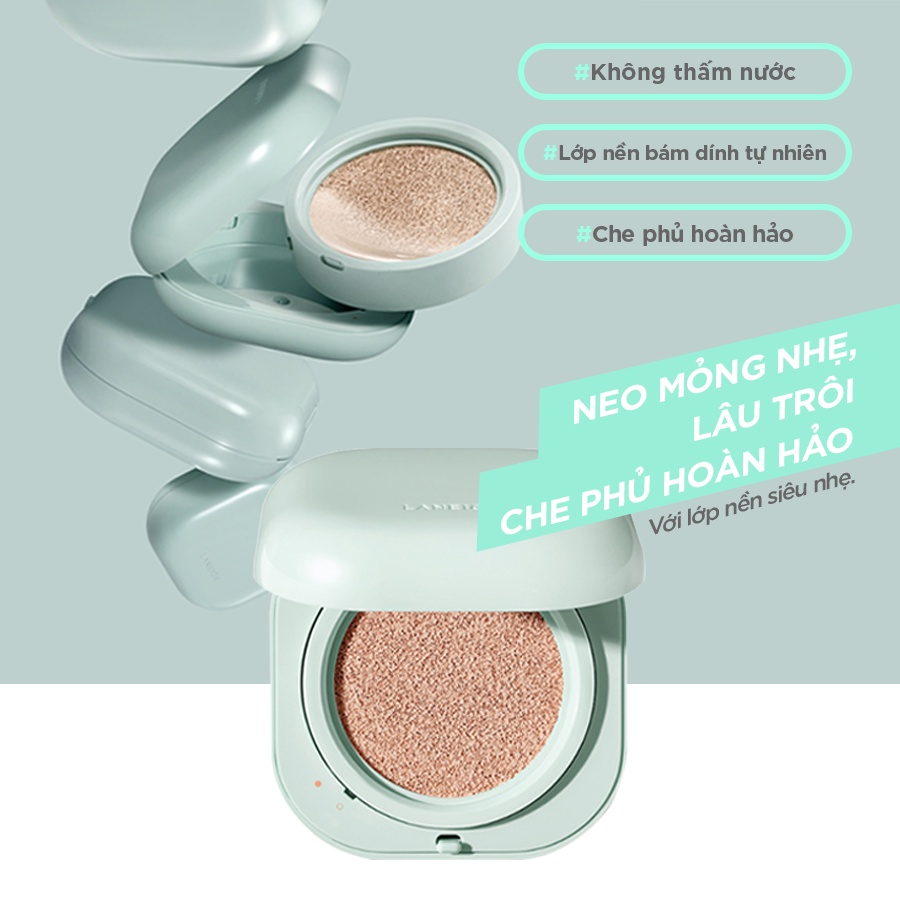 #Không thấm nước
#Lớp nền bám dính tự nhiên
#Che phủ hoàn hảo
NEO MỎNG NHẸ,
LÂU TRÔI
CHE PHỦ HOÀN HẢO
Với lớp nền siêu nhẹ.
LANEIGE